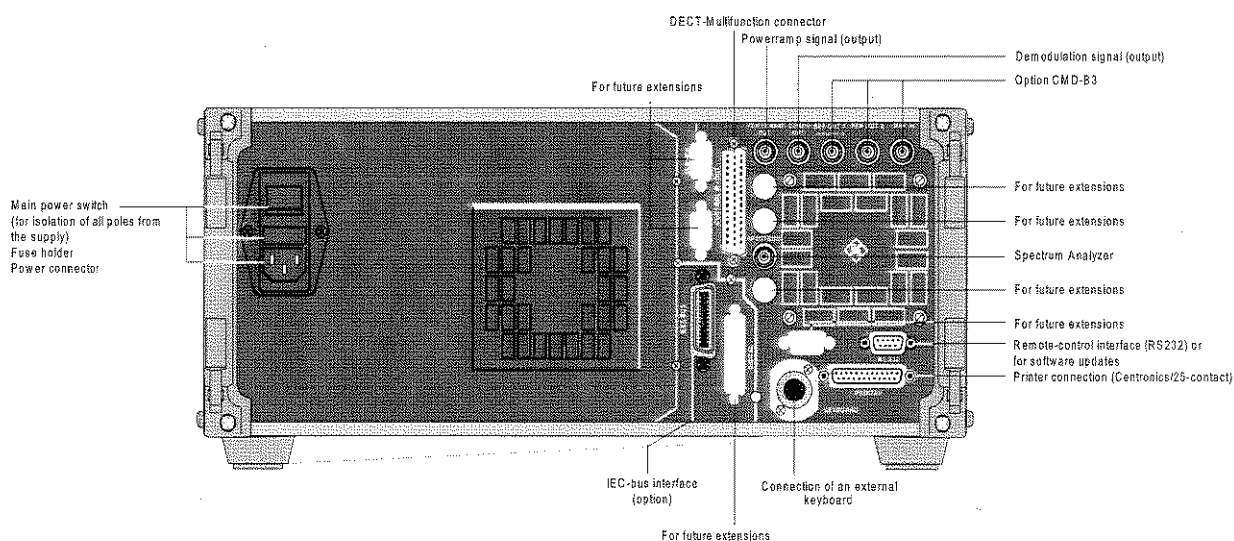 DECT-Multifunction connector
Powerramp signal (output)
Demodulation signal (output)
Option CMD-B3
For future extensions
Main power switch
(for isolation of all poles from
the supply)
Fuse holder
Power connector
For future extensions
For future extensions
Spectrum Analyzer
For future extensions
For future extensions
Remote-control interface (RS232) or
for software updates
Printer connection (Centronics/25-contact)
IEC-bus interface
(option)
Connection of an external
keyboard
For future extensions